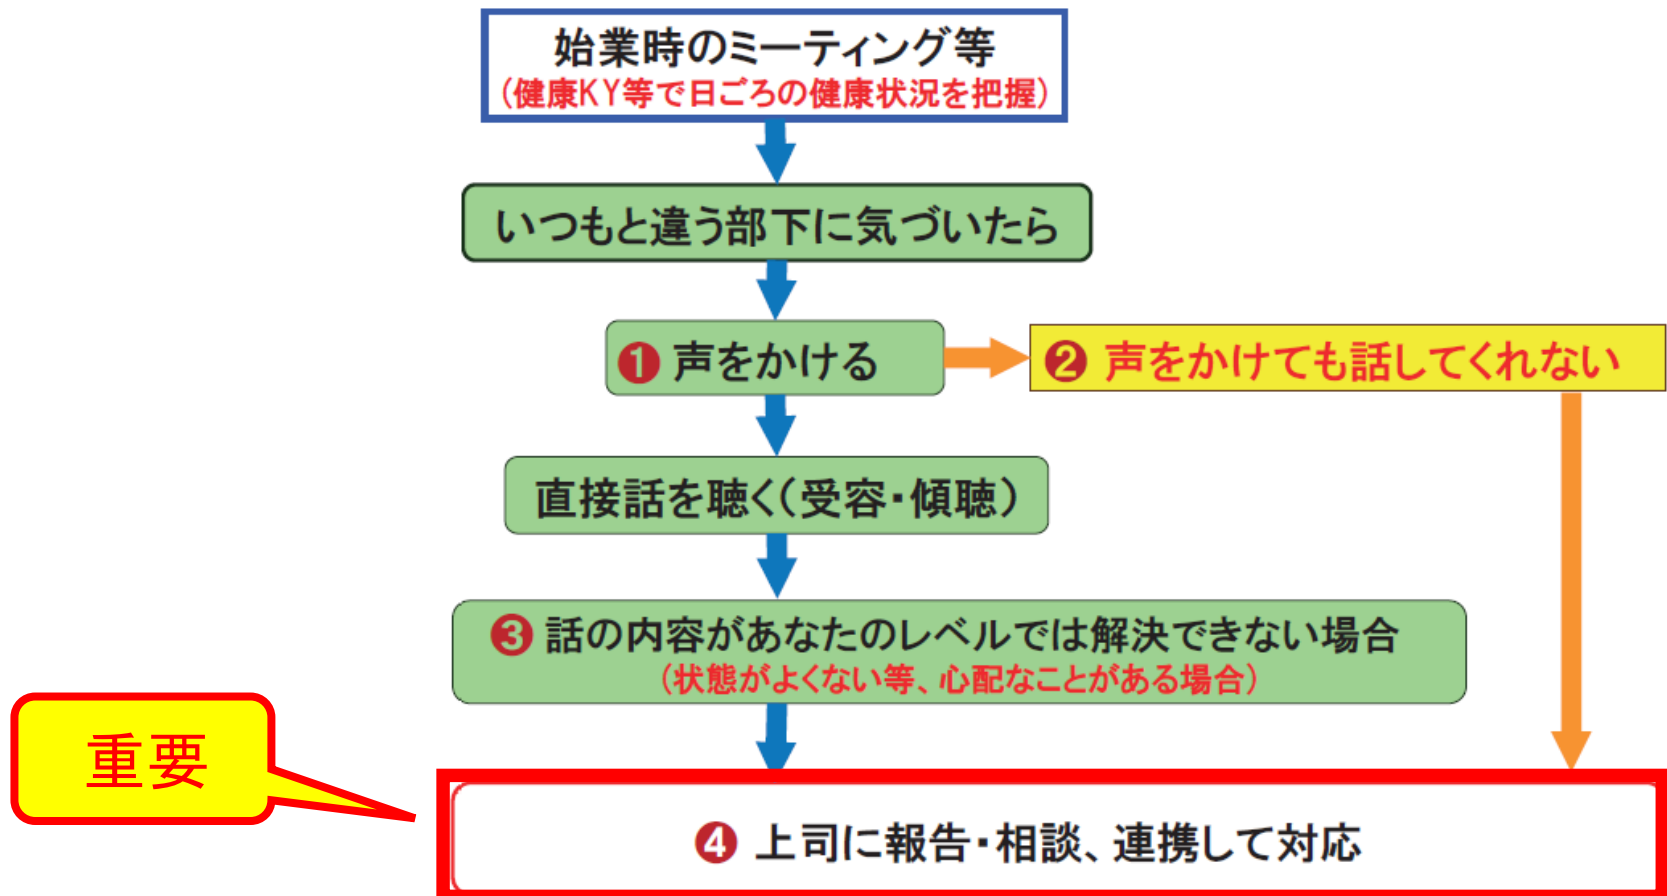 始業時のミーティング等
(健康KY等で日ごろの健康状況を把握)
いつもと違う部下に気づいたら
❶ 声をかける
❷ 声をかけても話してくれない
直接話を聴く(受容・傾聴)
❸ 話の内容があなたのレベルでは解決できない場合
(状態がよくない等、心配なことがある場合)
重要
❹ 上司に報告・相談、連携して対応